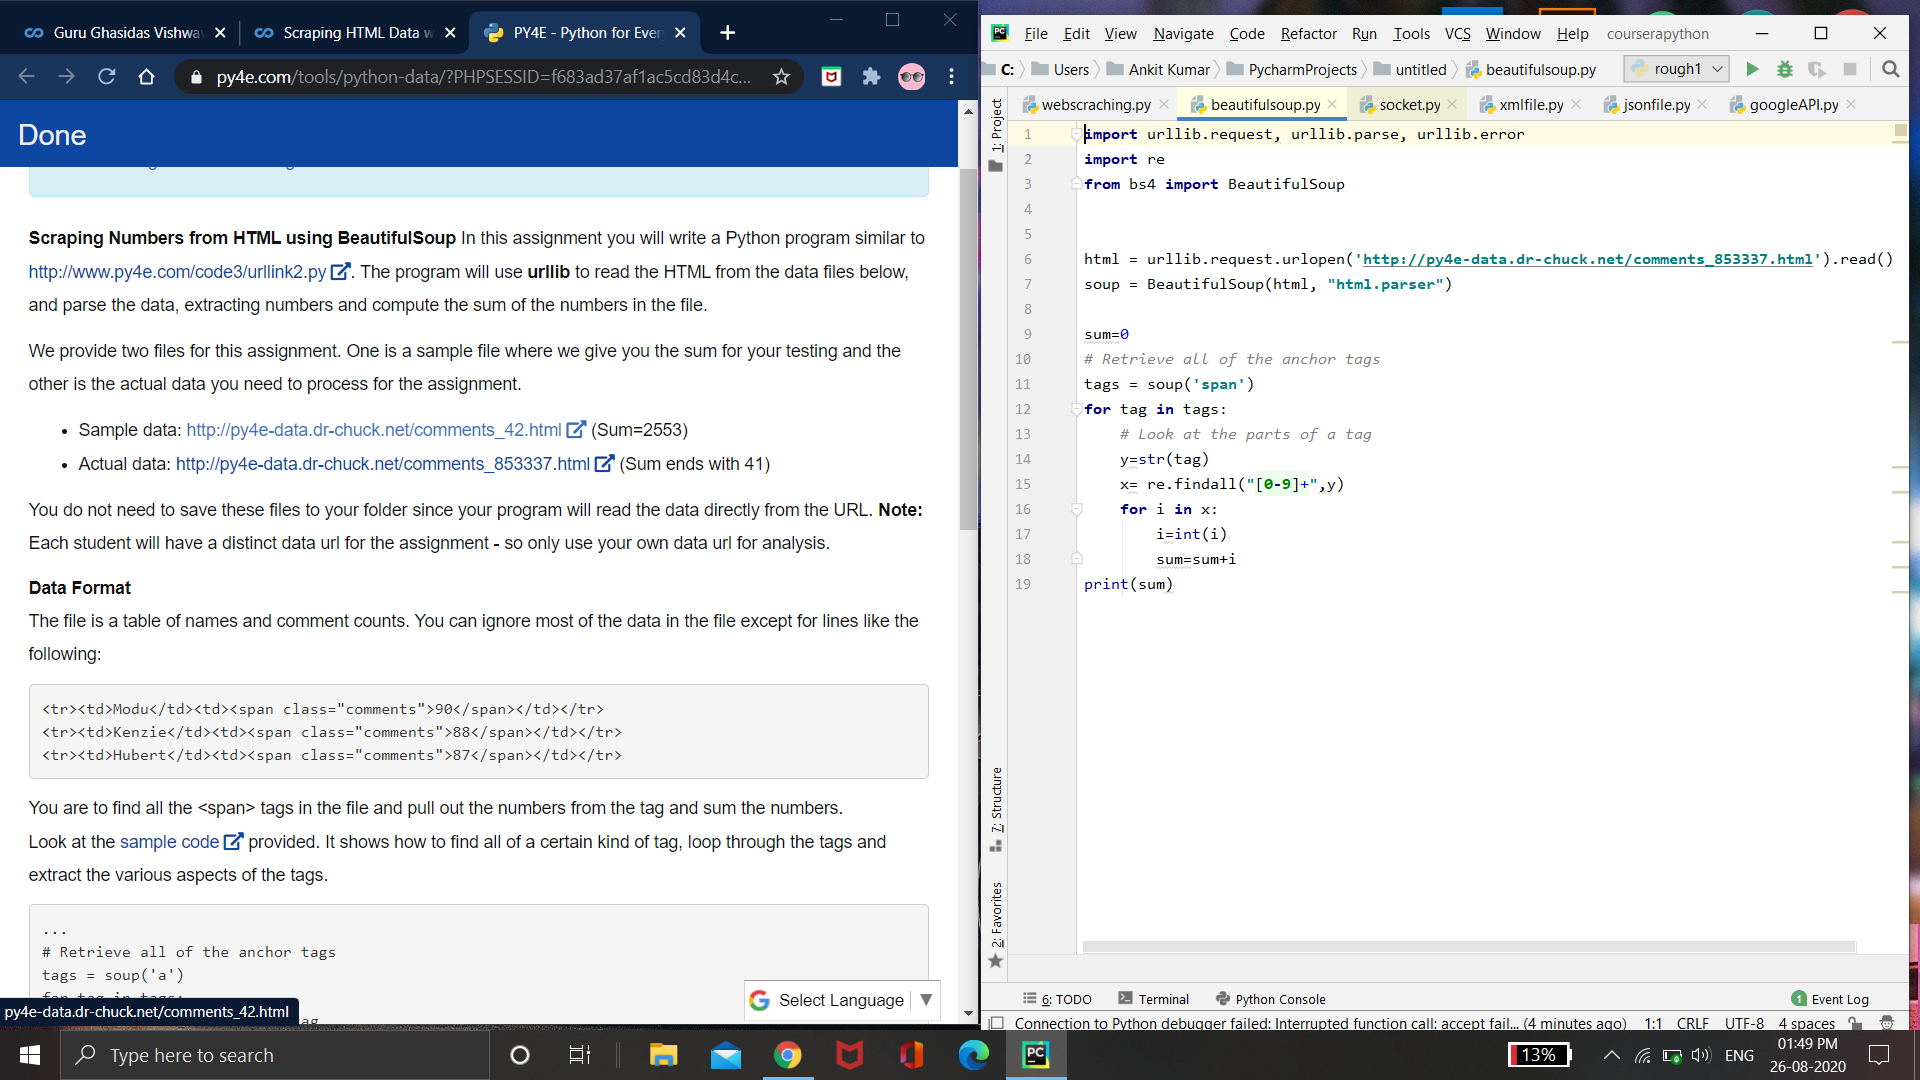 Guru Ghasidas Vishwa
Scraping HTML Data w
PY4E - Python for Ever
py4e.com/tools/python-data/?PHPSESSID=f683ad37af1ac5cd83d4c...
Done
Scraping Numbers from HTML using BeautifulSoup In this assignment you will write a Python program similar to
http://www.py4e.com/code3/urllink2.py. The program will use urllib to read the HTML from the data files below,
and parse the data, extracting numbers and compute the sum of the numbers in the file.
We provide two files for this assignment. One is a sample file where we give you the sum for your testing and the
other is the actual data you need to process for the assignment.
• Sample data: http://py4e-data.dr-chuck.net/comments_42.html (Sum=2553)
• Actual data: http://py4e-data.dr-chuck.net/comments_853337.html (Sum ends with 41)
You do not need to save these files to your folder since your program will read the data directly from the URL. Note:
Each student will have a distinct data url for the assignment - so only use your own data url for analysis.
Data Format
The file is a table of names and comment counts. You can ignore most of the data in the file except for lines like the
following:
<tr><td>Modu</td><td><span class="comments">90</span></td></tr>
<tr><td>Kenzie</td><td><span class="comments">88</span></td></tr>
<tr><td>Hubert</td><td><span class="comments">87</span></td></tr>
You are to find all the <span> tags in the file and pull out the numbers from the tag and sum the numbers.
Look at the sample code provided. It shows how to find all of a certain kind of tag, loop through the tags and
extract the various aspects of the tags.
...
# Retrieve all of the anchor tags
tags = soup('a')
for tag in tags:
tag
Select Language ▼
py4e-data.dr-chuck.net/comments_42.html
File Edit View Navigate Code Refactor Run Tools VCS Window Help courserapython
C: Users Ankit Kumar PycharmProjects untitled beautifulsoup.py rough1
webscraching.py beautifulsoup.py socket.py xmlfile.py jsonfile.py googleAPI.py
1: Project
7: Structure
2: Favorites
1 import urllib.request, urllib.parse, urllib.error
2 import re
3 from bs4 import BeautifulSoup
4
5
6 html = urllib.request.urlopen('http://py4e-data.dr-chuck.net/comments_853337.html').read()
7 soup = BeautifulSoup(html, "html.parser")
8
9 sum=0
10 # Retrieve all of the anchor tags
11 tags = soup('span')
12 for tag in tags:
13 # Look at the parts of a tag
14 y=str(tag)
15 x= re.findall("[0-9]+",y)
16 for i in x:
17 i=int(i)
18 sum=sum+i
19 print(sum)
6: TODO Terminal Python Console 1 Event Log
Connection to Python debugger failed: Interrupted function call: accept fail... (4 minutes ago) 1:1 CRLF UTF-8 4 spaces
Type here to search
PC
13%
ENG
01:49 PM
26-08-2020